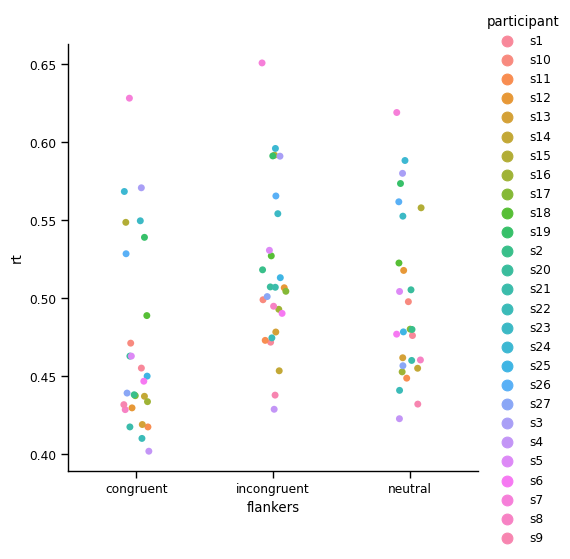 participant
s1
s10
s11
s12
s13
s14
s15
s16
s17
s18
s19
s2
s20
s21
s22
s23
s24
s25
s26
s27
s3
s4
s5
s6
s7
s8
s9
0.65
0.60
0.55
0.50
0.45
0.40
rt
congruent incongruent neutral
flankers